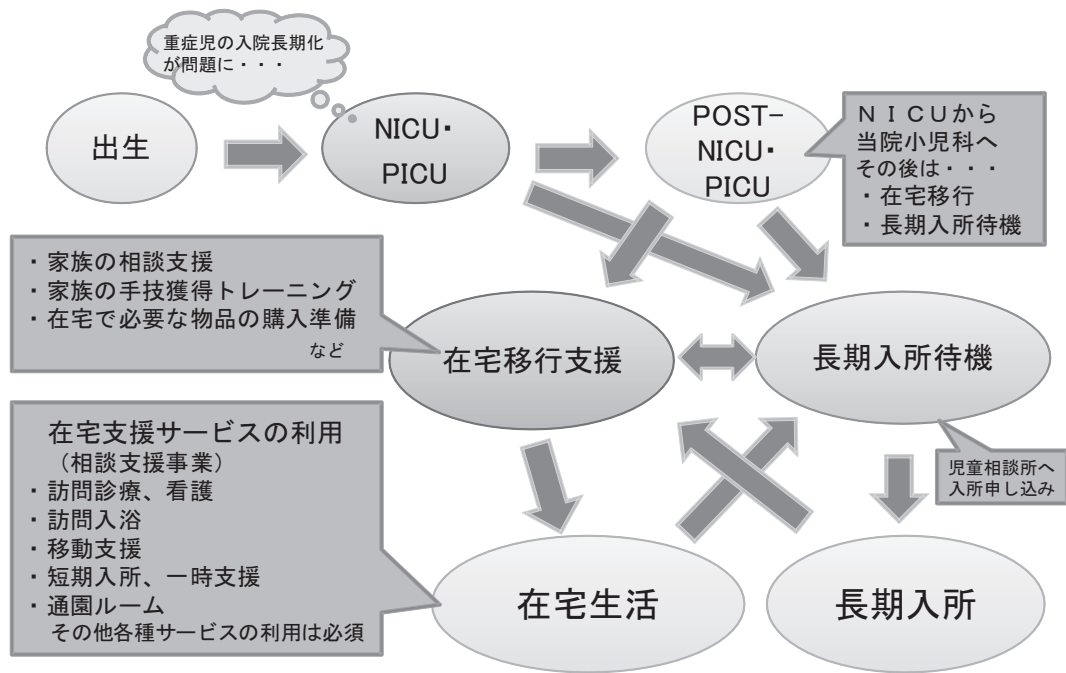 重症児の入院長期化
が問題に・・・
出生
NICU・
PICU
POST−
NICU・
PICU
ＮＩＣＵから
当院小児科へ
その後は・・・
・在宅移行
・長期入所待機
・家族の相談支援
・家族の手技獲得トレーニング
・在宅で必要な物品の購入準備
など
在宅移行支援
長期入所待機
在宅支援サービスの利用
（相談支援事業）
・訪問診療、看護
・訪問入浴
・移動支援
・短期入所、一時支援
・通園ルーム
その他各種サービスの利用は必須
児童相談所へ
入所申し込み
在宅生活
長期入所